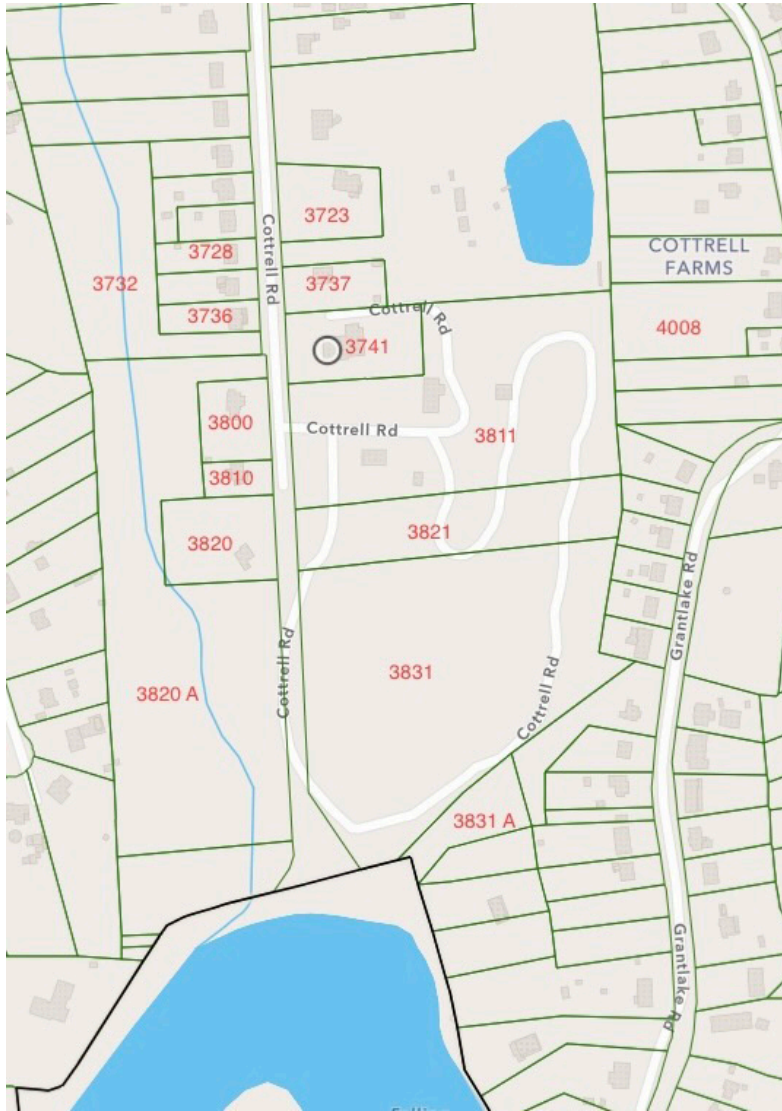 3723
Cottrell Rd
3728
COTTRELL
FARMS
3732
3737
3736
Cottrell Rd
4008
3741
3800
Cottrell Rd
3811
3810
3821
3820
Grantlake Rd
Cottrell Rd
3831
3820 A
Cottrell Rd
3831 A
Grantlake Rd